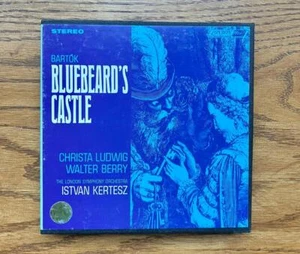 STEREO
BARTÓK
BLUEBEARD'S
CASTLE
CHRISTA LUDWIG
WALTER BERRY
THE LONDON SYMPHONY ORCHESTRA
ISTVAN KERTESZ